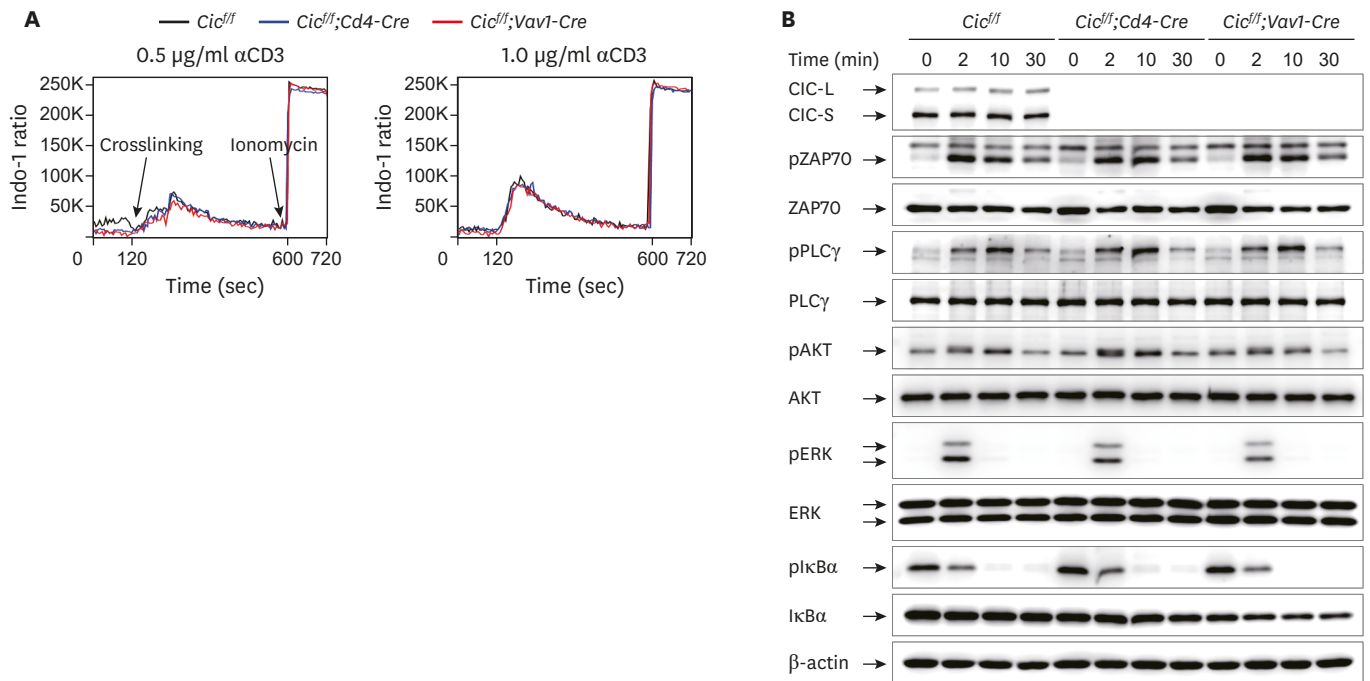 A
Cic^f/f Cic^f/f;Cd4-Cre Cic^f/f;Vav1-Cre
0.5 µg/ml αCD3
1.0 µg/ml αCD3
Indo-1 ratio
250K
200K
150K
100K
50K
Crosslinking
Ionomycin
0 120 600 720
Time (sec)
Indo-1 ratio
250K
200K
150K
100K
50K
0 120 600 720
Time (sec)
B
Cic^f/f Cic^f/f;Cd4-Cre Cic^f/f;Vav1-Cre
Time (min) 0 2 10 30 0 2 10 30 0 2 10 30
CIC-L
CIC-S
pZAP70
ZAP70
pPLCγ
PLCγ
pAKT
AKT
pERK
ERK
pIκBα
IκBα
β-actin